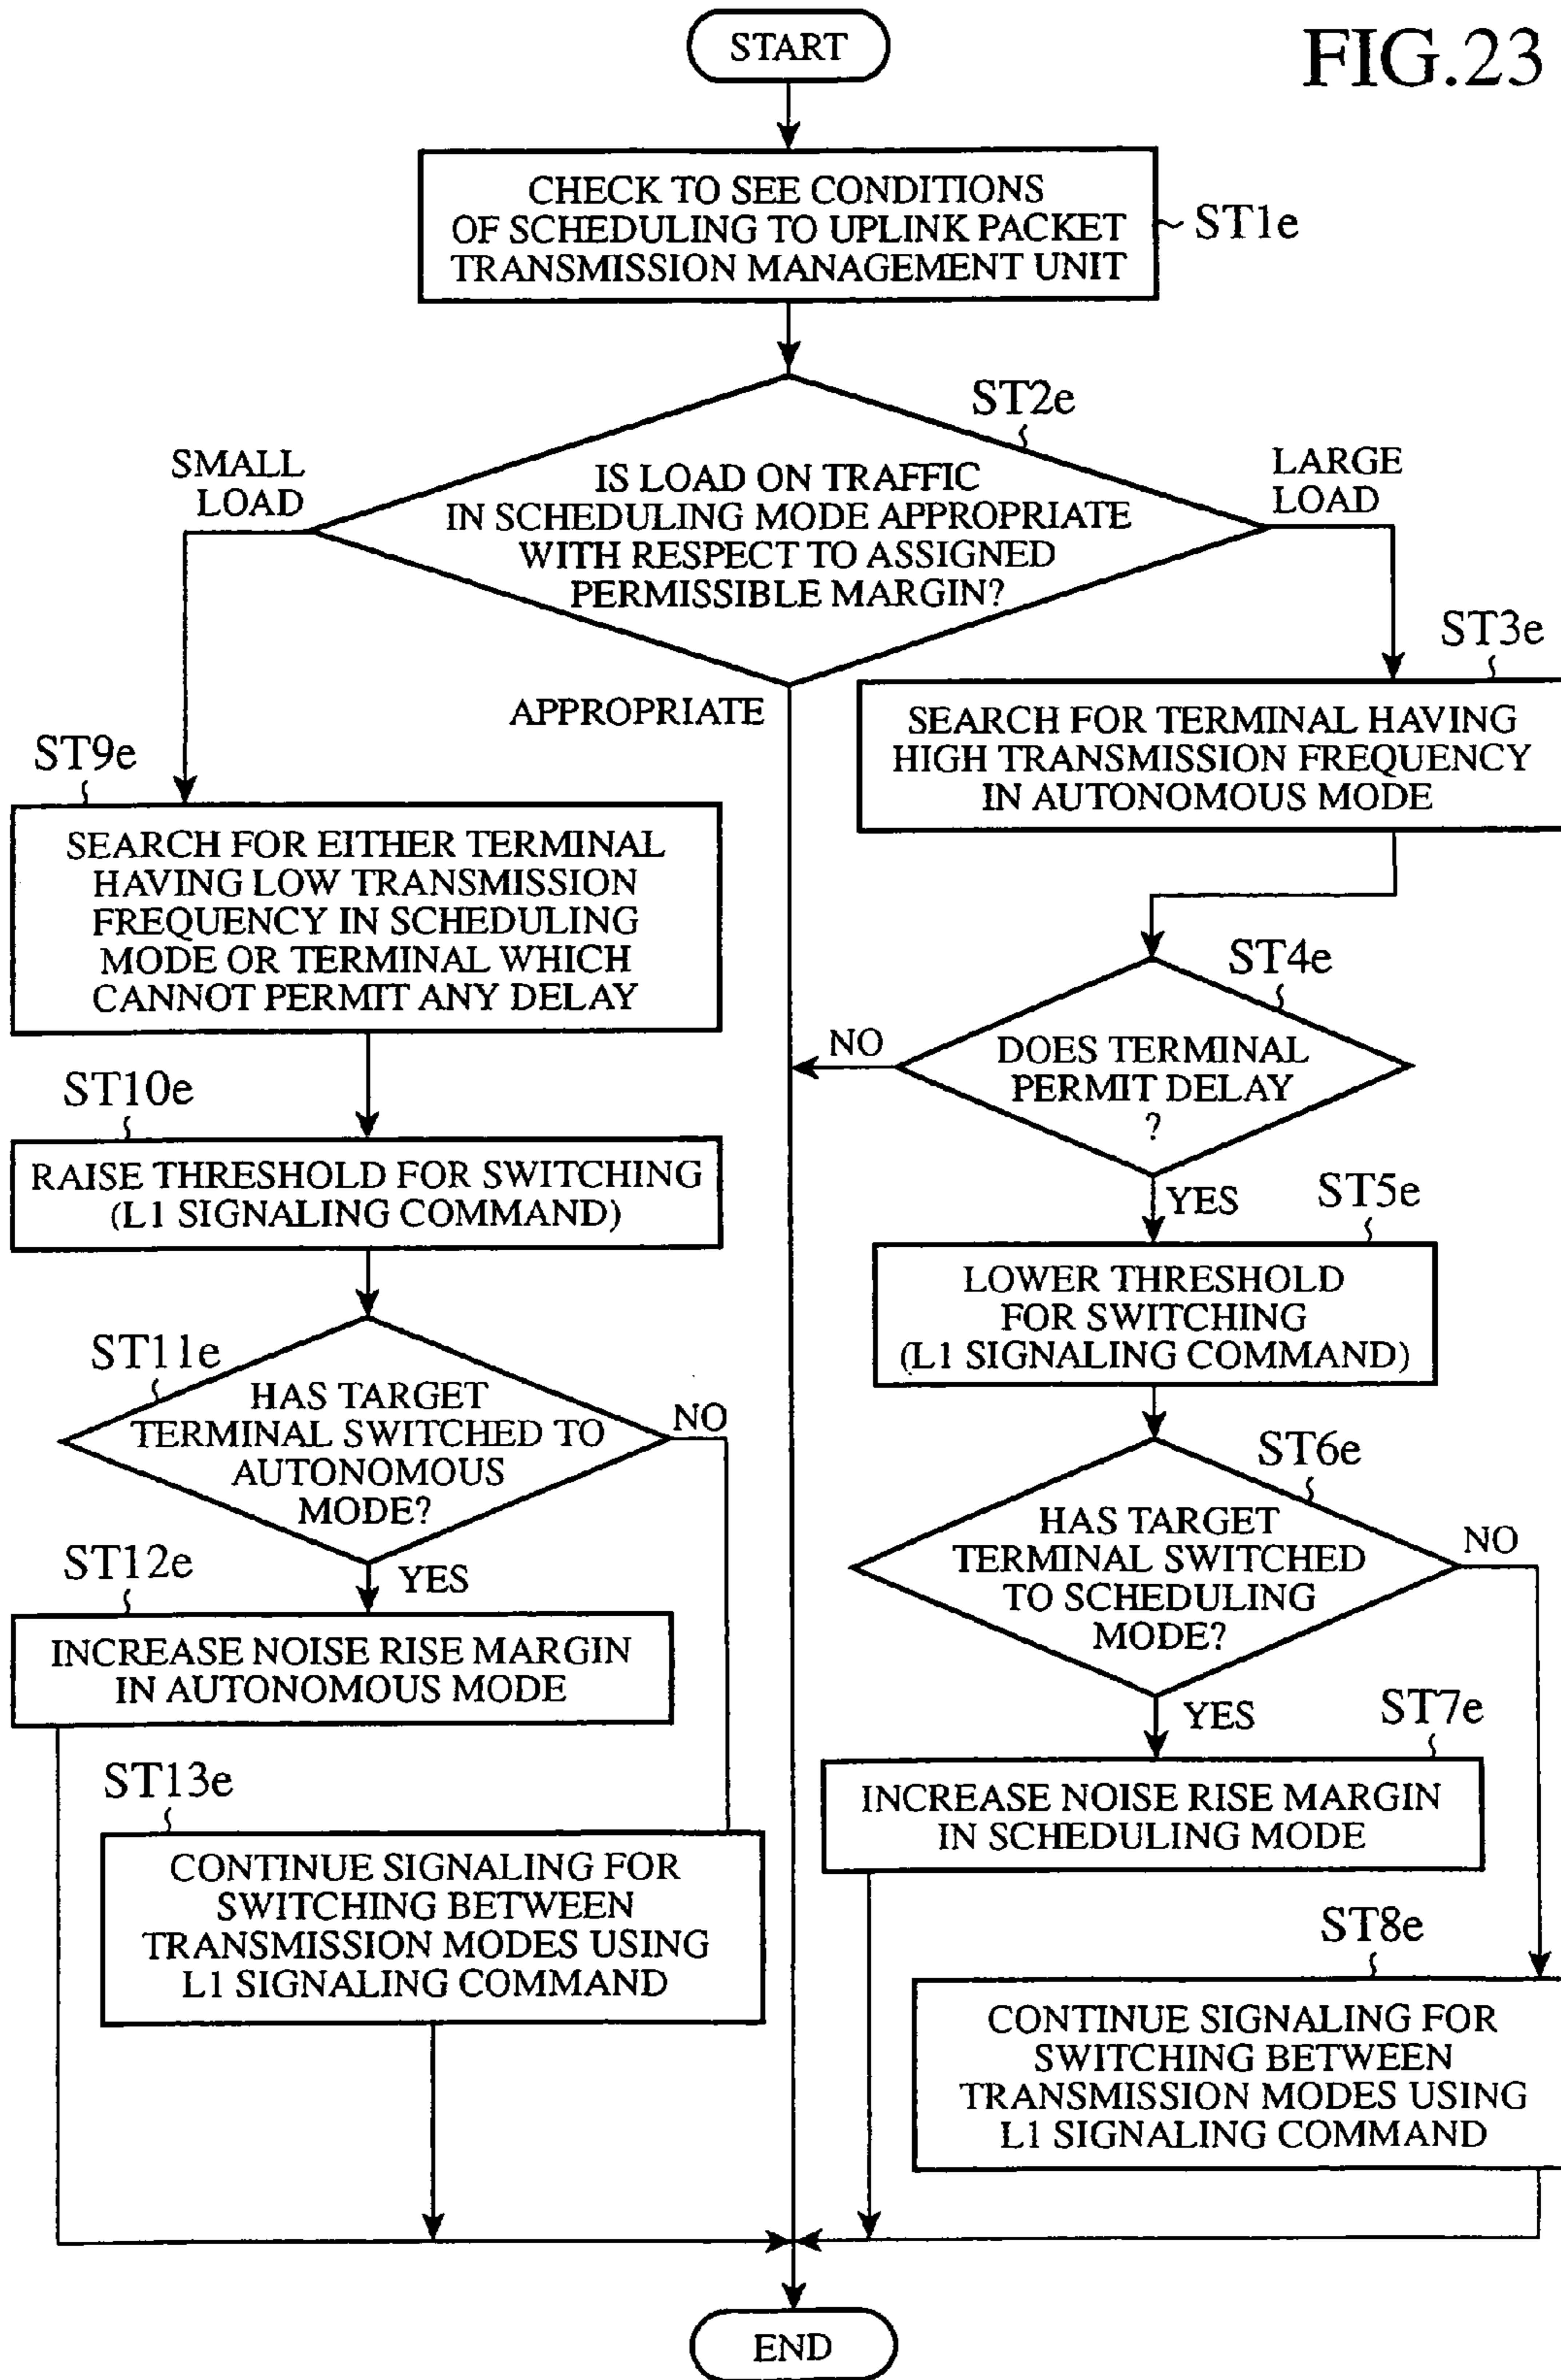 FIG.23
START
CHECK TO SEE CONDITIONS
OF SCHEDULING TO UPLINK PACKET
TRANSMISSION MANAGEMENT UNIT
ST1e
ST2e
IS LOAD ON TRAFFIC
IN SCHEDULING MODE APPROPRIATE
WITH RESPECT TO ASSIGNED
PERMISSIBLE MARGIN?
SMALL
LOAD
LARGE
LOAD
APPROPRIATE
ST3e
SEARCH FOR TERMINAL HAVING
HIGH TRANSMISSION FREQUENCY
IN AUTONOMOUS MODE
ST4e
DOES TERMINAL
PERMIT DELAY
?
NO
YES
ST5e
LOWER THRESHOLD
FOR SWITCHING
(L1 SIGNALING COMMAND)
ST6e
HAS TARGET
TERMINAL SWITCHED
TO SCHEDULING
MODE?
NO
YES
ST7e
INCREASE NOISE RISE MARGIN
IN SCHEDULING MODE
ST8e
CONTINUE SIGNALING FOR
SWITCHING BETWEEN
TRANSMISSION MODES USING
L1 SIGNALING COMMAND
ST9e
SEARCH FOR EITHER TERMINAL
HAVING LOW TRANSMISSION
FREQUENCY IN SCHEDULING
MODE OR TERMINAL WHICH
CANNOT PERMIT ANY DELAY
ST10e
RAISE THRESHOLD FOR SWITCHING
(L1 SIGNALING COMMAND)
ST11e
HAS TARGET
TERMINAL SWITCHED TO
AUTONOMOUS
MODE?
NO
YES
ST12e
INCREASE NOISE RISE MARGIN
IN AUTONOMOUS MODE
ST13e
CONTINUE SIGNALING FOR
SWITCHING BETWEEN
TRANSMISSION MODES USING
L1 SIGNALING COMMAND
END